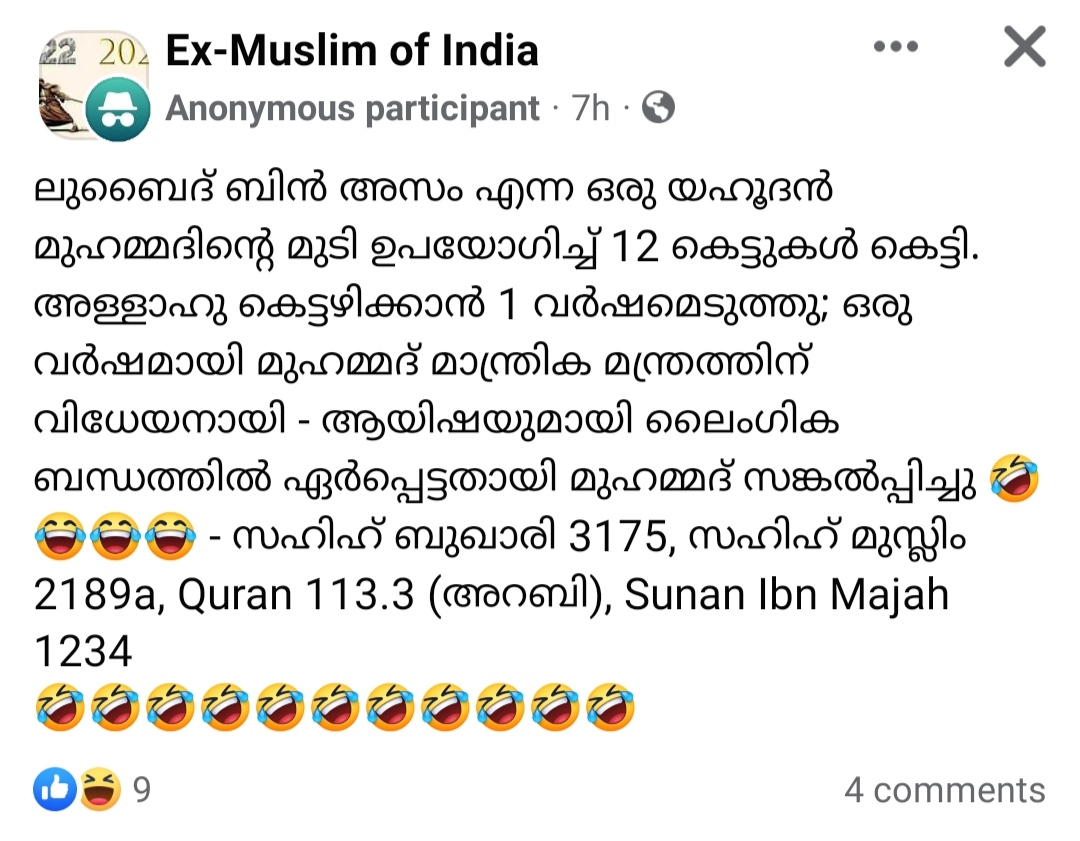 22 202
Ex-Muslim of India
Anonymous participant · 7h ·
ലുബൈദ് ബിൻ അസം എന്ന ഒരു യഹൂദൻ
മുഹമ്മദിന്റെ മുടി ഉപയോഗിച്ച് 12 കെട്ടുകൾ കെട്ടി.
അള്ളാഹു കെട്ടഴിക്കാൻ 1 വർഷമെടുത്തു; ഒരു
വർഷമായി മുഹമ്മദ് മാന്ത്രിക മന്ത്രത്തിന്
വിധേയനായി - ആയിഷയുമായി ലൈംഗിക
ബന്ധത്തിൽ ഏർപ്പെട്ടതായി മുഹമ്മദ് സങ്കൽപ്പിച്ചു 🤣
😂😂😂 - സഹിഹ് ബുഖാരി 3175, സഹിഹ് മുസ്ലിം
2189a, Quran 113.3 (അറബി), Sunan Ibn Majah
1234
🤣🤣🤣🤣🤣🤣🤣🤣🤣🤣🤣
9 4 comments